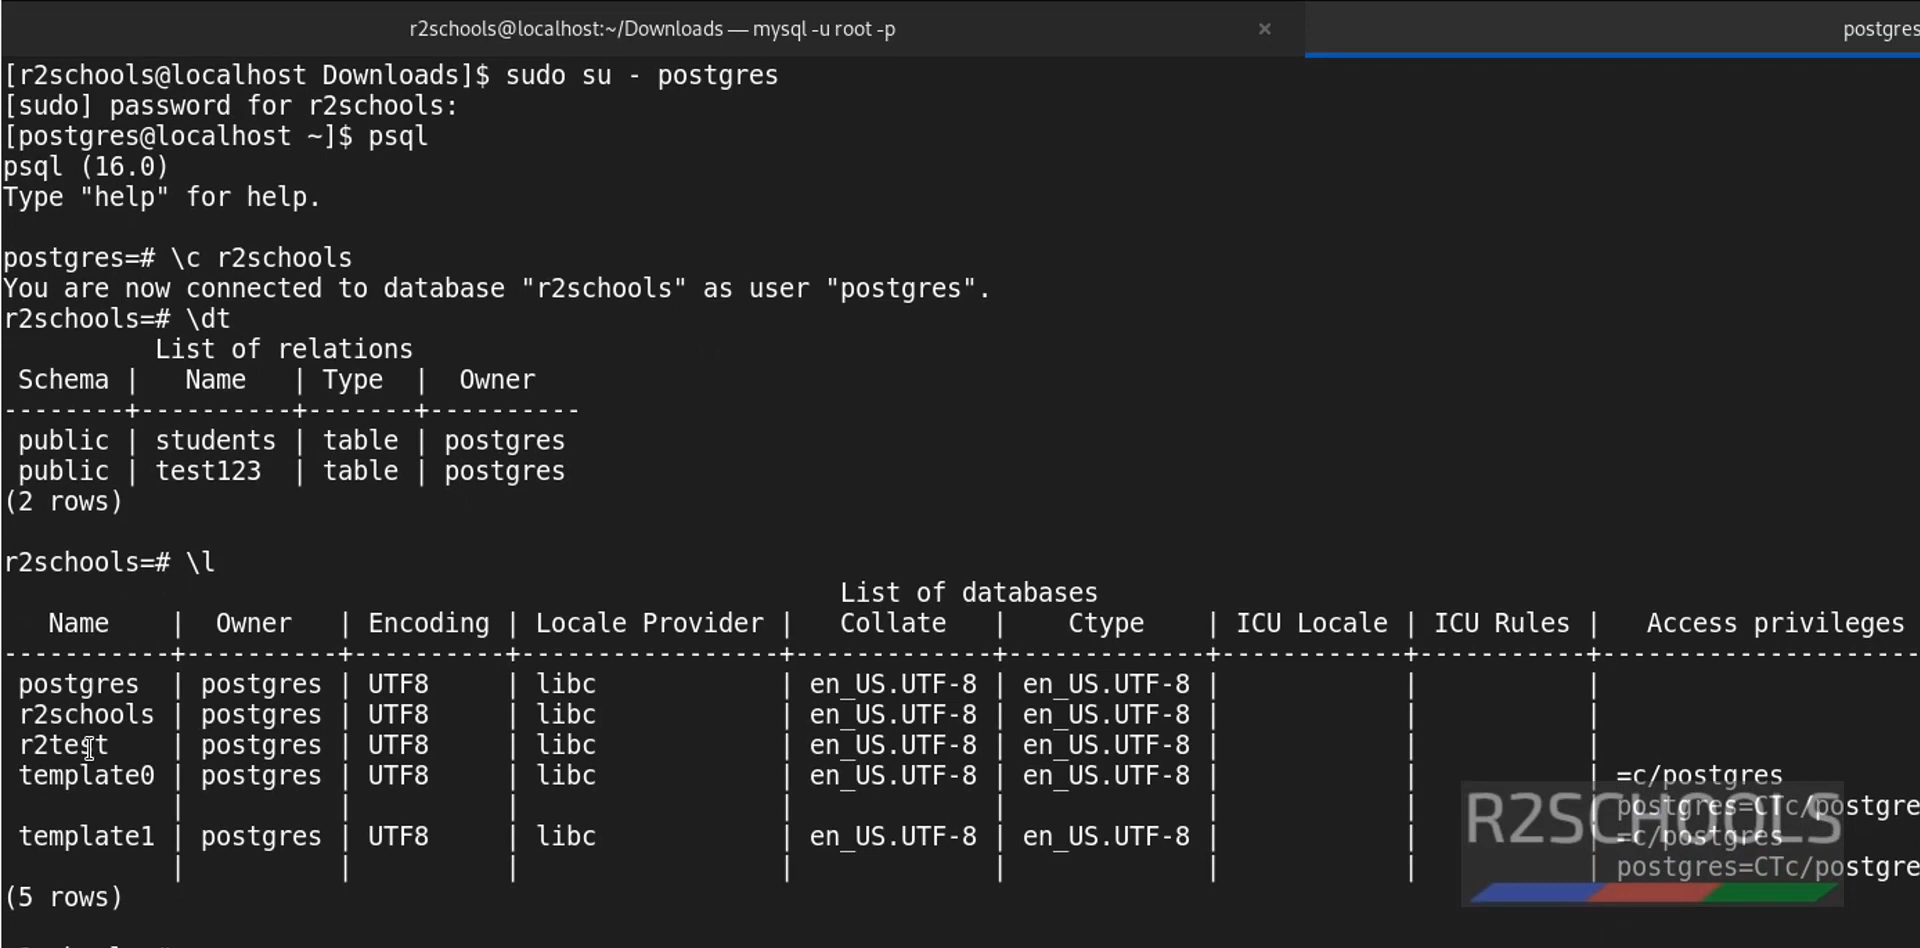 r2schools@localhost:~/Downloads — mysql -u root -p
×
postgres
[r2schools@localhost Downloads]$ sudo su - postgres
[sudo] password for r2schools:
[postgres@localhost ~]$ psql
psql (16.0)
Type "help" for help.
postgres=# \c r2schools
You are now connected to database "r2schools" as user "postgres".
r2schools=# \dt
List of relations
Schema | Name | Type | Owner
--------+----------+-------+----------
public | students | table | postgres
public | test123 | table | postgres
(2 rows)
r2schools=# \l
List of databases
Name | Owner | Encoding | Locale Provider | Collate | Ctype | ICU Locale | ICU Rules | Access privileges
-----------+----------+----------+-----------------+-------------+-------------+------------+-----------+---------------------
postgres | postgres | UTF8 | libc | en_US.UTF-8 | en_US.UTF-8 | | |
r2schools | postgres | UTF8 | libc | en_US.UTF-8 | en_US.UTF-8 | | |
r2test | postgres | UTF8 | libc | en_US.UTF-8 | en_US.UTF-8 | | |
template0 | postgres | UTF8 | libc | en_US.UTF-8 | en_US.UTF-8 | | | =c/postgres
| | | | | | | | postgres=CTc/postgre
template1 | postgres | UTF8 | libc | en_US.UTF-8 | en_US.UTF-8 | | | =c/postgres
| | | | | | | | postgres=CTc/postgre
(5 rows)
R2SCHOOLS